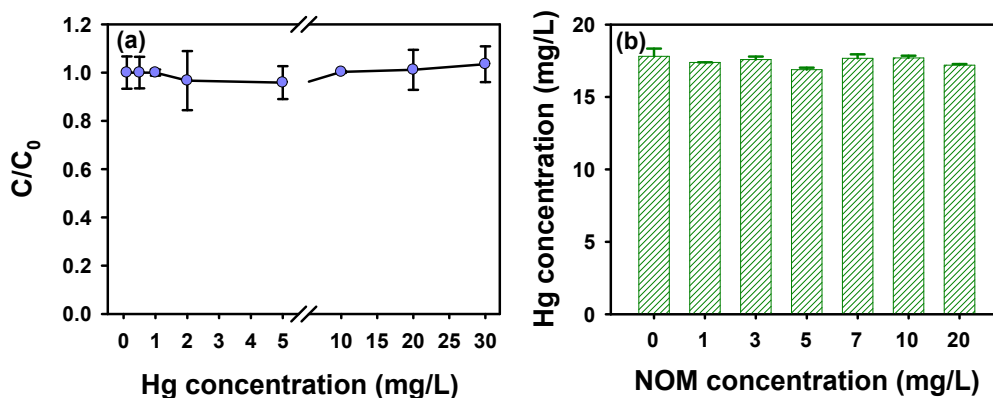 (a)
C/C0
1.2
1.0
0.8
0.6
0.4
0.2
0.0
0 1 2 3 4 5 10 15 20 25 30
Hg concentration (mg/L)
(b)
Hg concentration (mg/L)
20
15
10
5
0
0 1 3 5 7 10 20
NOM concentration (mg/L)